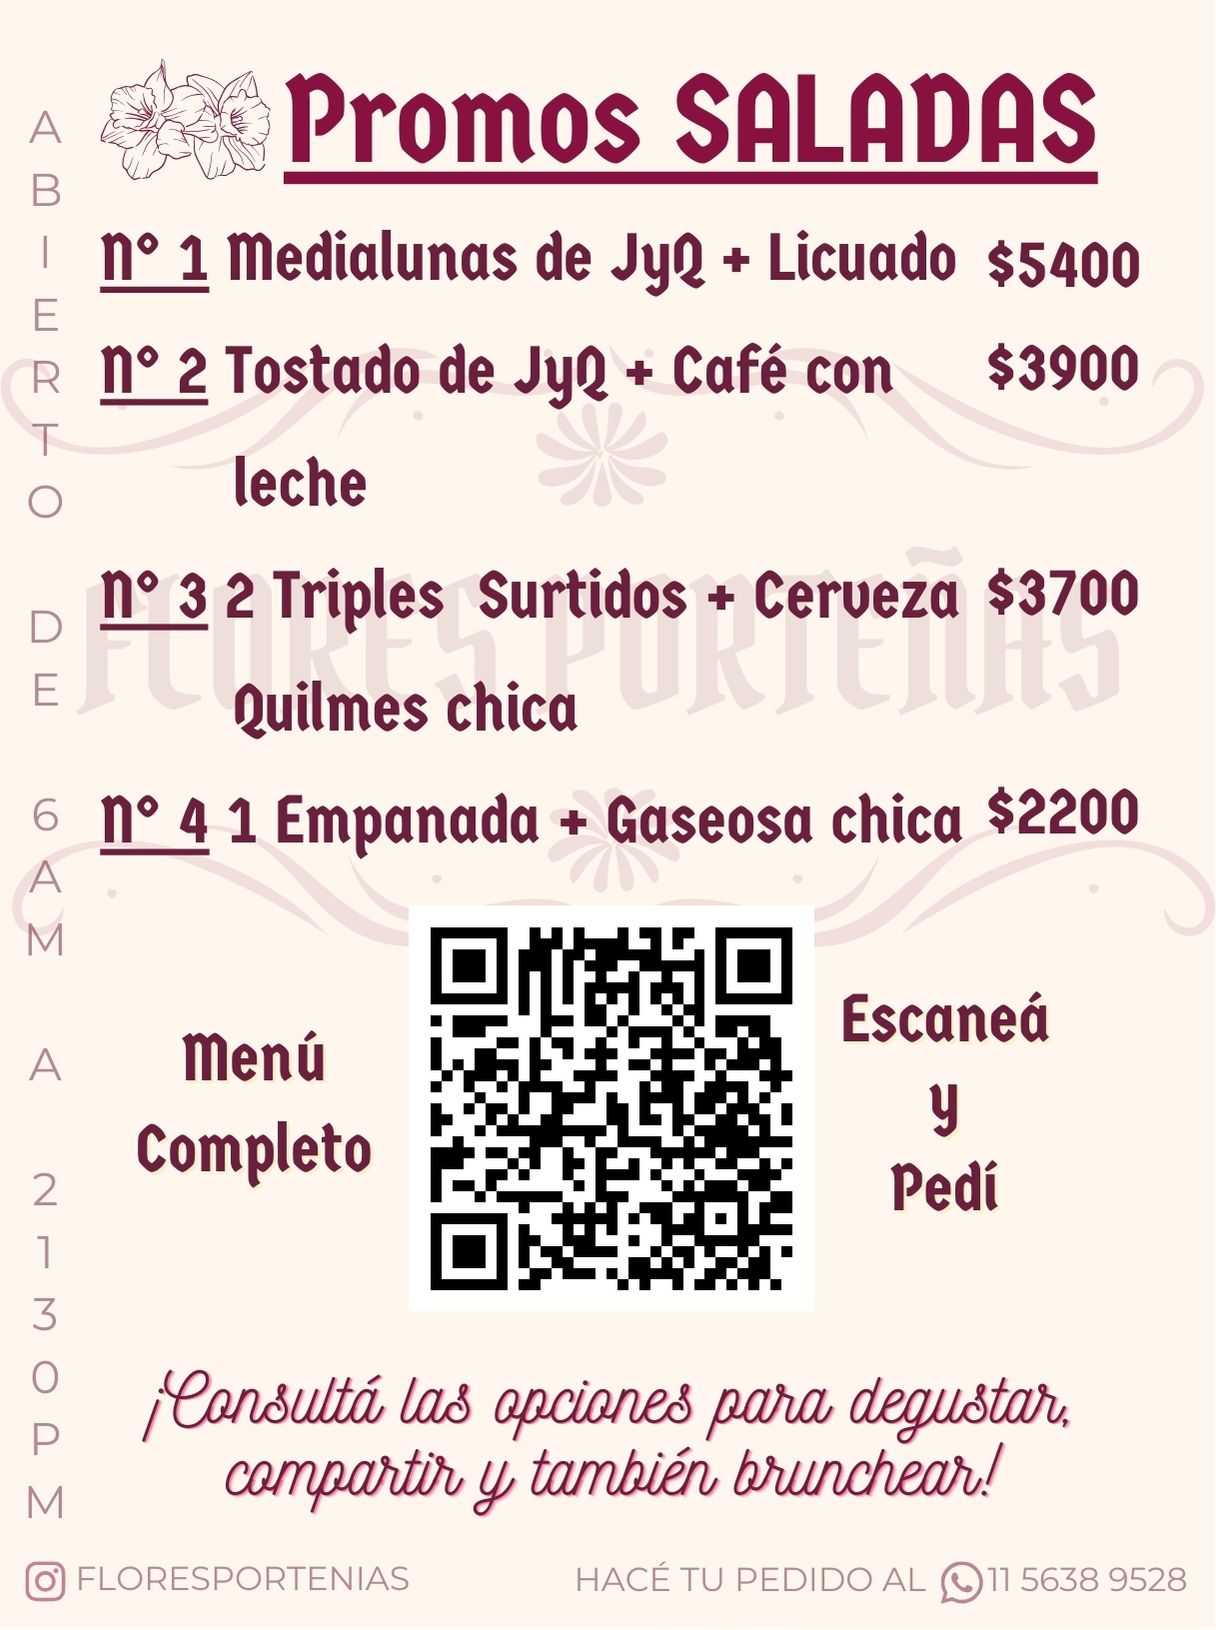 Promos SALADAS
N° 1 Medialunas de JyQ + Licuado $5400
N° 2 Tostado de JyQ + Café con $3900
leche
N° 3 2 Triples Surtidos + Cerveza $3700
Quilmes chica
N° 4 1 Empanada + Gaseosa chica $2200
FLORES PORTEÑAS
Menú
Completo
Escaneá
y
Pedí
¡Consultá las opciones para degustar,
compartir y también brunchear!
ABIERTO DE 6AM A 2130PM
FLORESPORTENIAS
HACÉ TU PEDIDO AL 11 5638 9528